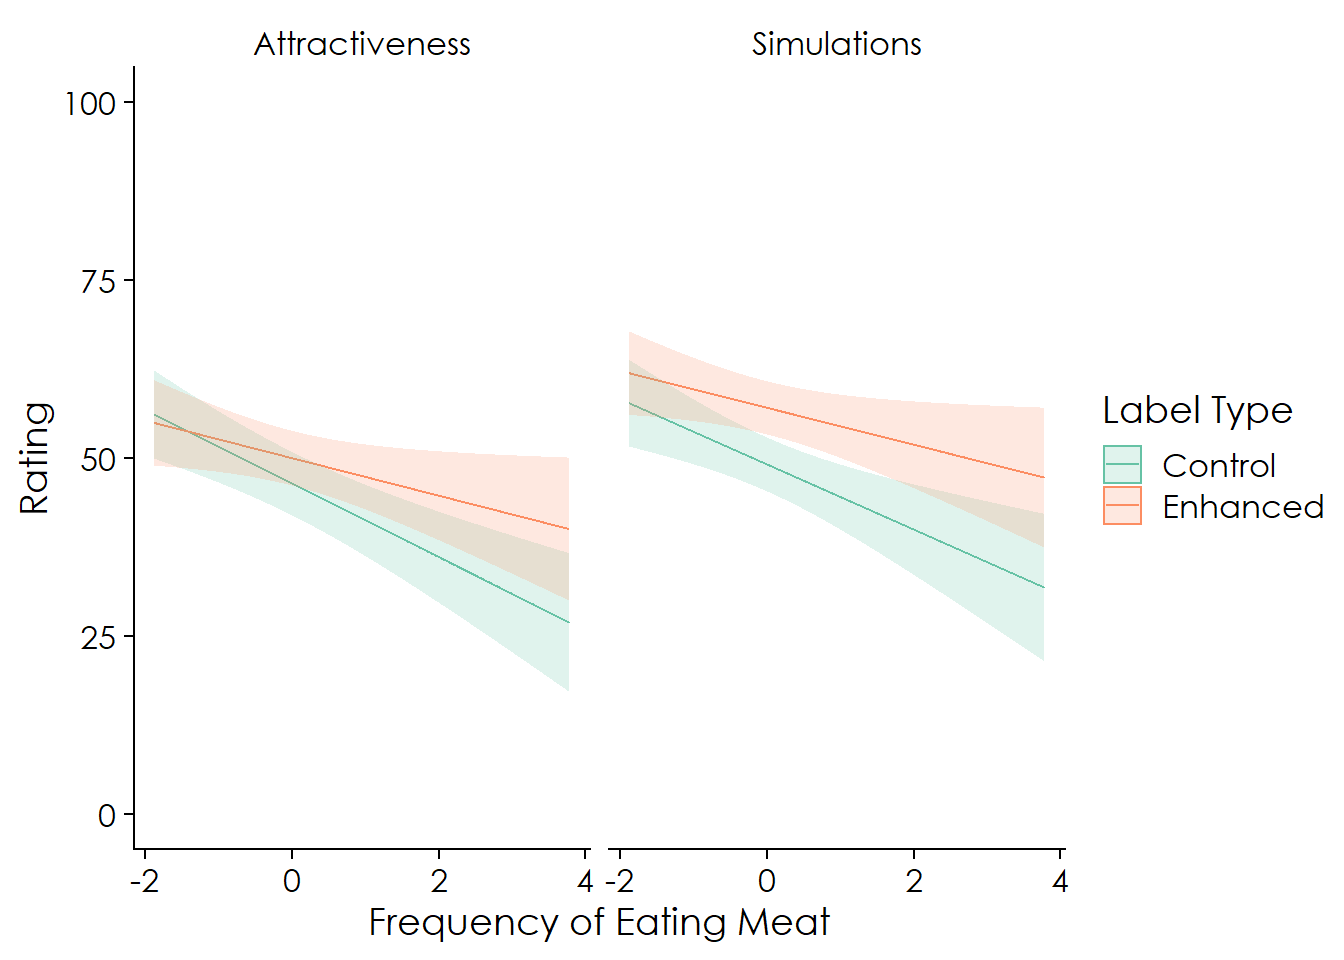 Attractiveness
Simulations
100
75
50
25
0
Rating
-2 0 2 4
-2 0 2 4
Frequency of Eating Meat
Label Type
Control
Enhanced